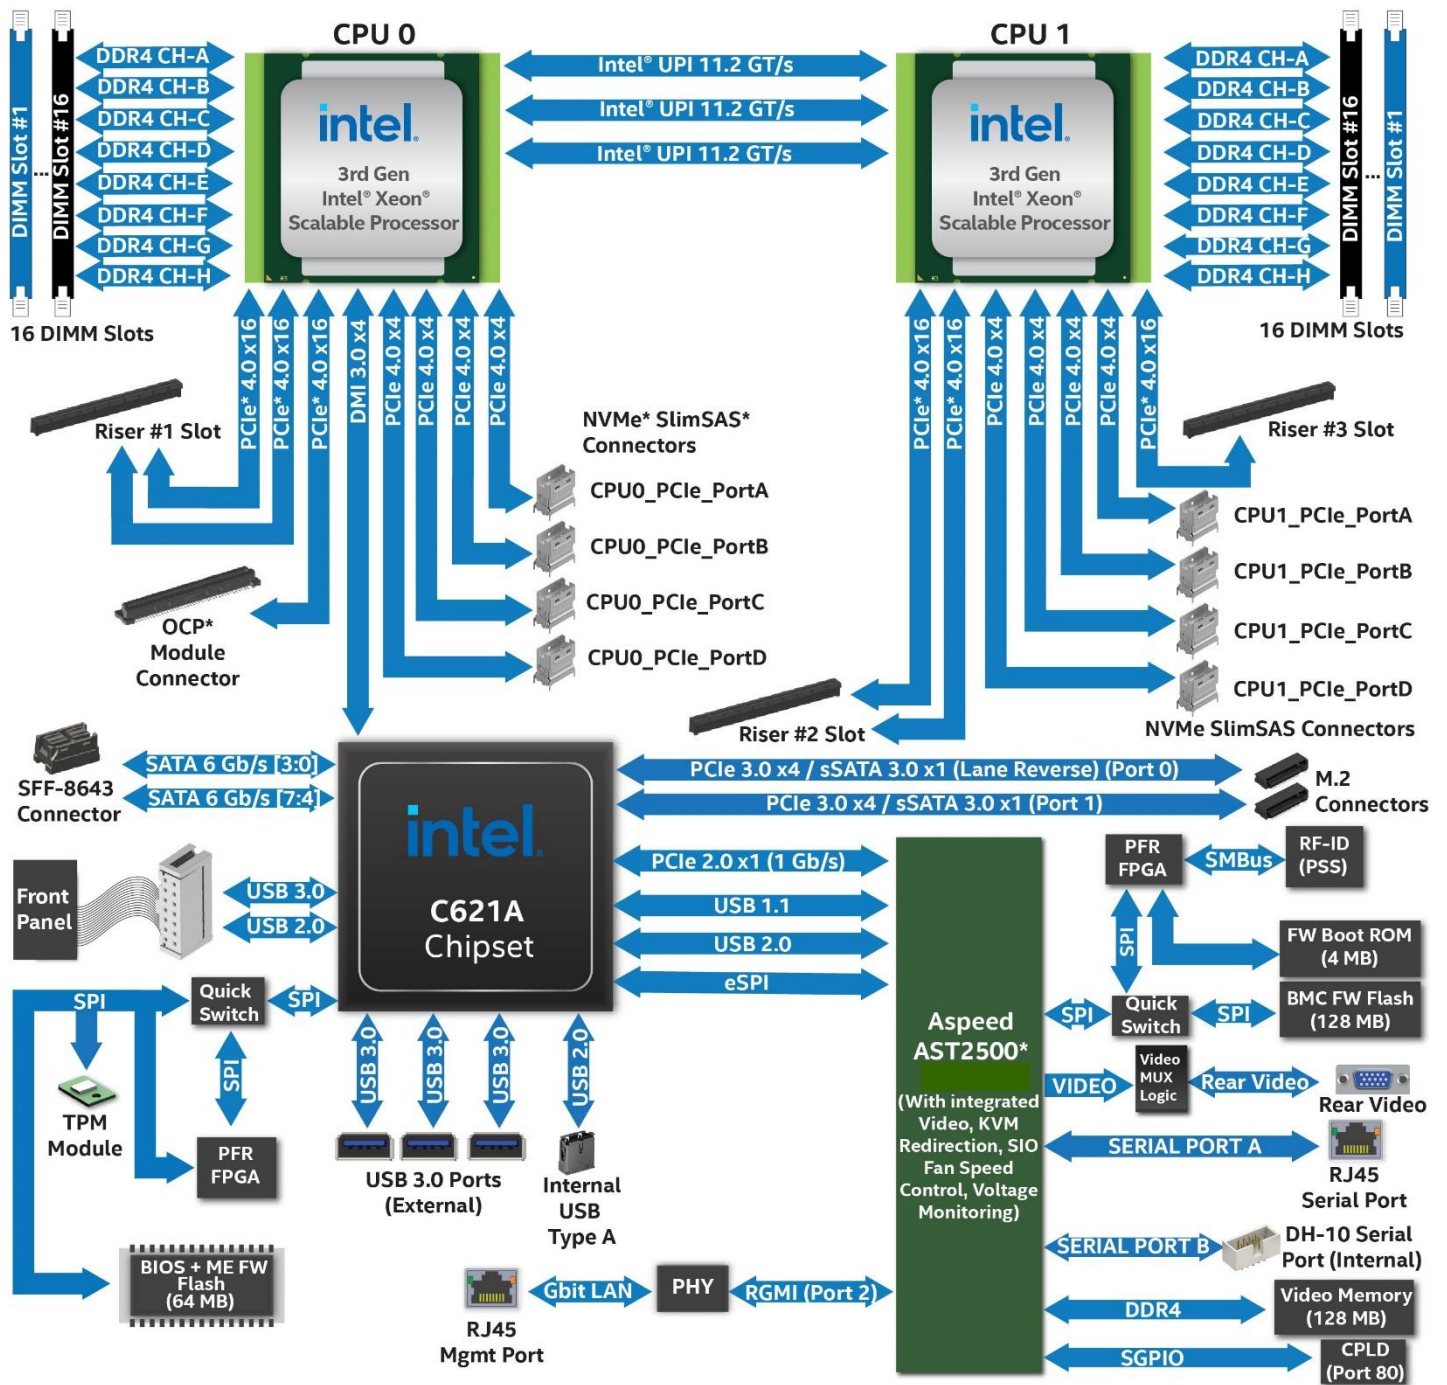 CPU 0
CPU 1
DIMM Slot #1
...
DIMM Slot #16
DDR4 CH-A
DDR4 CH-B
DDR4 CH-C
DDR4 CH-D
DDR4 CH-E
DDR4 CH-F
DDR4 CH-G
DDR4 CH-H
16 DIMM Slots
intel.
3rd Gen
Intel® Xeon®
Scalable Processor
R3
Intel® UPI 11.2 GT/s
Intel® UPI 11.2 GT/s
Intel® UPI 11.2 GT/s
intel.
3rd Gen
Intel® Xeon®
Scalable Processor
R3
DDR4 CH-A
DDR4 CH-B
DDR4 CH-C
DDR4 CH-D
DDR4 CH-E
DDR4 CH-F
DDR4 CH-G
DDR4 CH-H
DIMM Slot #16
...
DIMM Slot #1
16 DIMM Slots
PCIe* 4.0 x16
PCIe* 4.0 x16
PCIe* 4.0 x16
DMI 3.0 x4
PCIe 4.0 x4
PCIe 4.0 x4
PCIe 4.0 x4
PCIe 4.0 x4
PCIe* 4.0 x16
PCIe* 4.0 x16
PCIe 4.0 x4
PCIe 4.0 x4
PCIe 4.0 x4
PCIe 4.0 x4
PCIe* 4.0 x16
Riser #1 Slot
OCP*
Module
Connector
NVMe* SlimSAS*
Connectors
CPU0_PCIe_PortA
CPU0_PCIe_PortB
CPU0_PCIe_PortC
CPU0_PCIe_PortD
Riser #3 Slot
CPU1_PCIe_PortA
CPU1_PCIe_PortB
CPU1_PCIe_PortC
CPU1_PCIe_PortD
NVMe SlimSAS Connectors
Riser #2 Slot
SFF-8643
Connector
SATA 6 Gb/s [3:0]
SATA 6 Gb/s [7:4]
intel.
C621A
Chipset
PCIe 3.0 x4 / sSATA 3.0 x1 (Lane Reverse) (Port 0)
PCIe 3.0 x4 / sSATA 3.0 x1 (Port 1)
M.2
Connectors
Front
Panel
USB 3.0
USB 2.0
PCIe 2.0 x1 (1 Gb/s)
USB 1.1
USB 2.0
eSPI
SPI
Quick
Switch
SPI
SPI
TPM
Module
PFR
FPGA
BIOS + ME FW
Flash
(64 MB)
USB 3.0
USB 3.0
USB 3.0
USB 2.0
USB 3.0 Ports
(External)
Internal
USB
Type A
RJ45
Mgmt Port
Gbit LAN
PHY
RGMI (Port 2)
Aspeed
AST2500*
(With integrated
Video, KVM
Redirection, SIO
Fan Speed
Control, Voltage
Monitoring)
PFR
FPGA
SMBus
RF-ID
(PSS)
SPI
FW Boot ROM
(4 MB)
SPI
Quick
Switch
SPI
BMC FW Flash
(128 MB)
VIDEO
Video
MUX
Logic
Rear Video
Rear Video
SERIAL PORT A
RJ45
Serial Port
SERIAL PORT B
DH-10 Serial
Port (Internal)
DDR4
Video Memory
(128 MB)
SGPIO
CPLD
(Port 80)